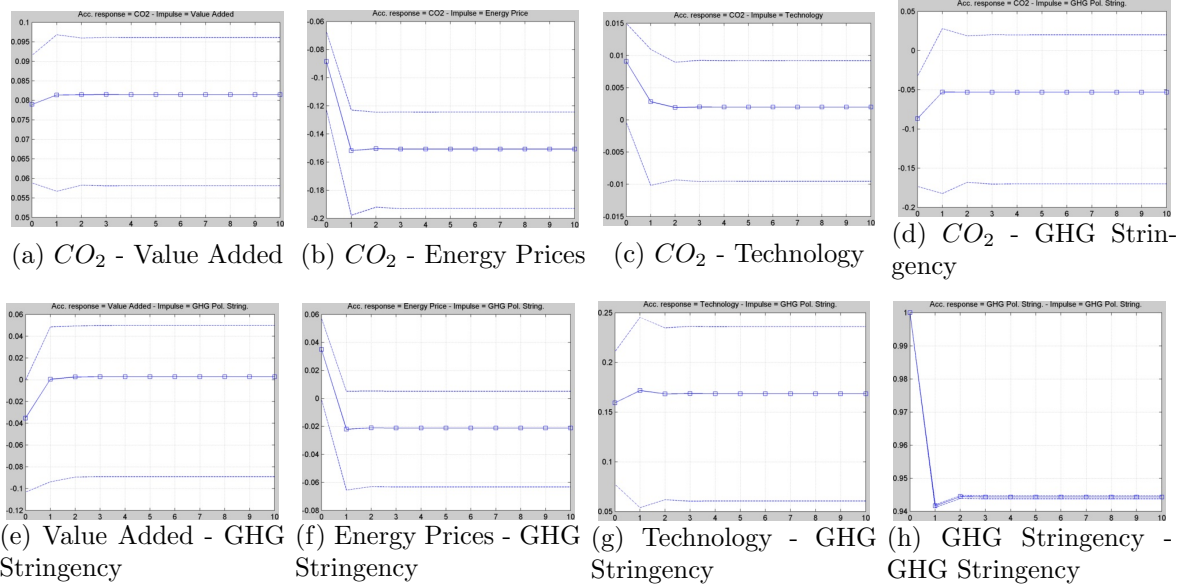 Acc. response = CO2 - Impulse = Value Added
0.1
0.095
0.09
0.085
0.08
0.075
0.07
0.065
0.06
0.055
0.05
0 1 2 3 4 5 6 7 8 9 10
(a) CO2 - Value Added
Acc. response = CO2 - Impulse = Energy Price
-0.06
-0.08
-0.1
-0.12
-0.14
-0.16
-0.18
-0.2
0 1 2 3 4 5 6 7 8 9 10
(b) CO2 - Energy Prices
Acc. response = CO2 - Impulse = Technology
0.015
0.01
0.005
0
-0.005
-0.01
-0.015
0 1 2 3 4 5 6 7 8 9 10
(c) CO2 - Technology
Acc. response = CO2 - Impulse = GHG Pol. String.
0.05
0
-0.05
-0.1
-0.15
-0.2
0 1 2 3 4 5 6 7 8 9 10
(d) CO2 - GHG Strin-
gency
Acc. response = Value Added - Impulse = GHG Pol. String.
0.06
0.04
0.02
0
-0.02
-0.04
-0.06
-0.08
-0.1
-0.12
0 1 2 3 4 5 6 7 8 9 10
(e) Value Added - GHG
Stringency
Acc. response = Energy Price - Impulse = GHG Pol. String.
0.06
0.04
0.02
0
-0.02
-0.04
-0.06
-0.08
0 1 2 3 4 5 6 7 8 9 10
(f) Energy Prices - GHG
Stringency
Acc. response = Technology - Impulse = GHG Pol. String.
0.25
0.2
0.15
0.1
0.05
0 1 2 3 4 5 6 7 8 9 10
(g) Technology - GHG
Stringency
Acc. response = GHG Pol. String. - Impulse = GHG Pol. String.
1
0.99
0.98
0.97
0.96
0.95
0.94
0 1 2 3 4 5 6 7 8 9 10
(h) GHG Stringency -
GHG Stringency